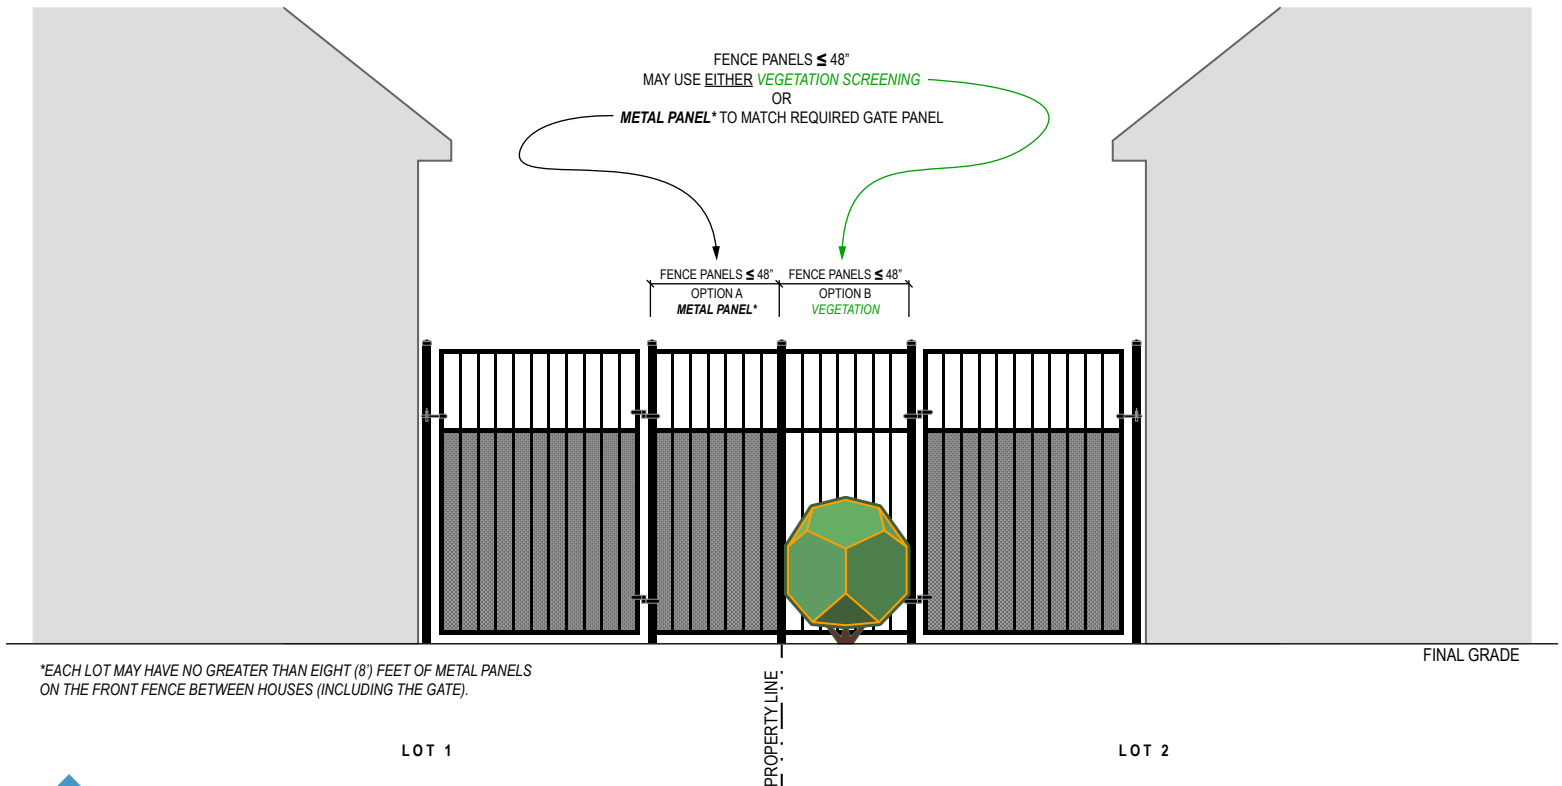 FENCE PANELS ≤ 48”
MAY USE EITHER VEGETATION SCREENING
OR
METAL PANEL* TO MATCH REQUIRED GATE PANEL
FENCE PANELS ≤ 48”
OPTION A
METAL PANEL*
FENCE PANELS ≤ 48”
OPTION B
VEGETATION
FINAL GRADE
*EACH LOT MAY HAVE NO GREATER THAN EIGHT (8') FEET OF METAL PANELS
ON THE FRONT FENCE BETWEEN HOUSES (INCLUDING THE GATE).
PROPERTY LINE
LOT 1
LOT 2